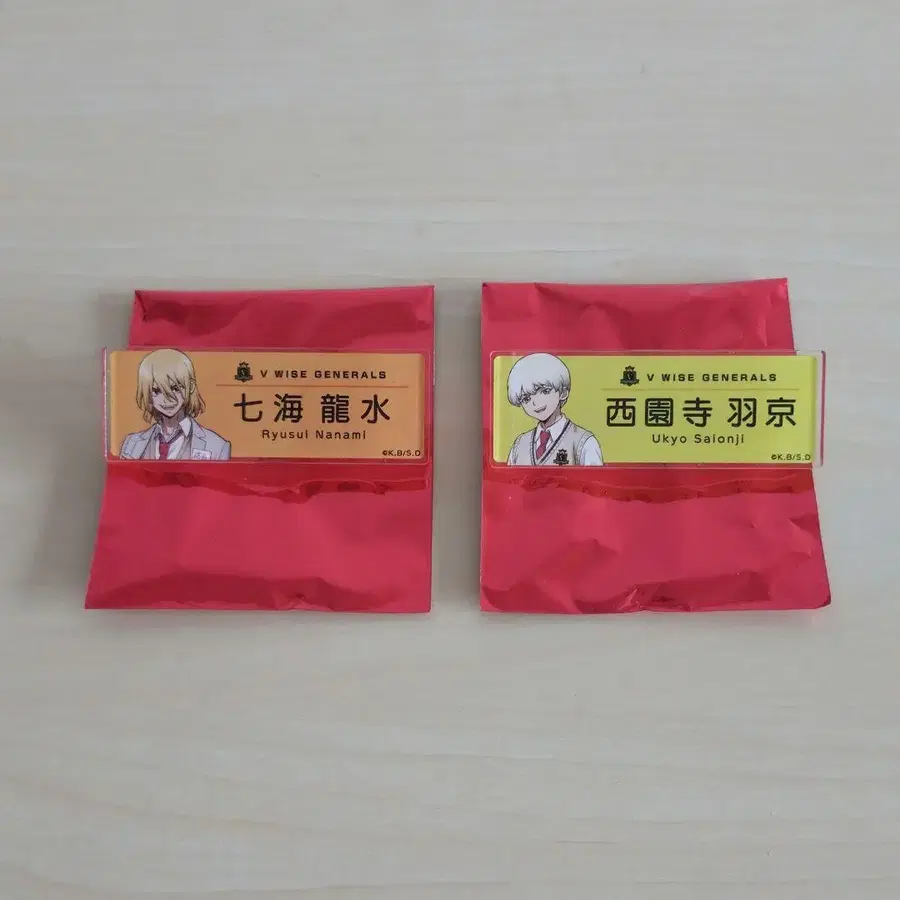 V WISE GENERALS
七海 龍水
Ryusui Nanami
©K.B/S.D
V WISE GENERALS
西園寺 羽京
Ukyo Saionji
©K.B/S.D